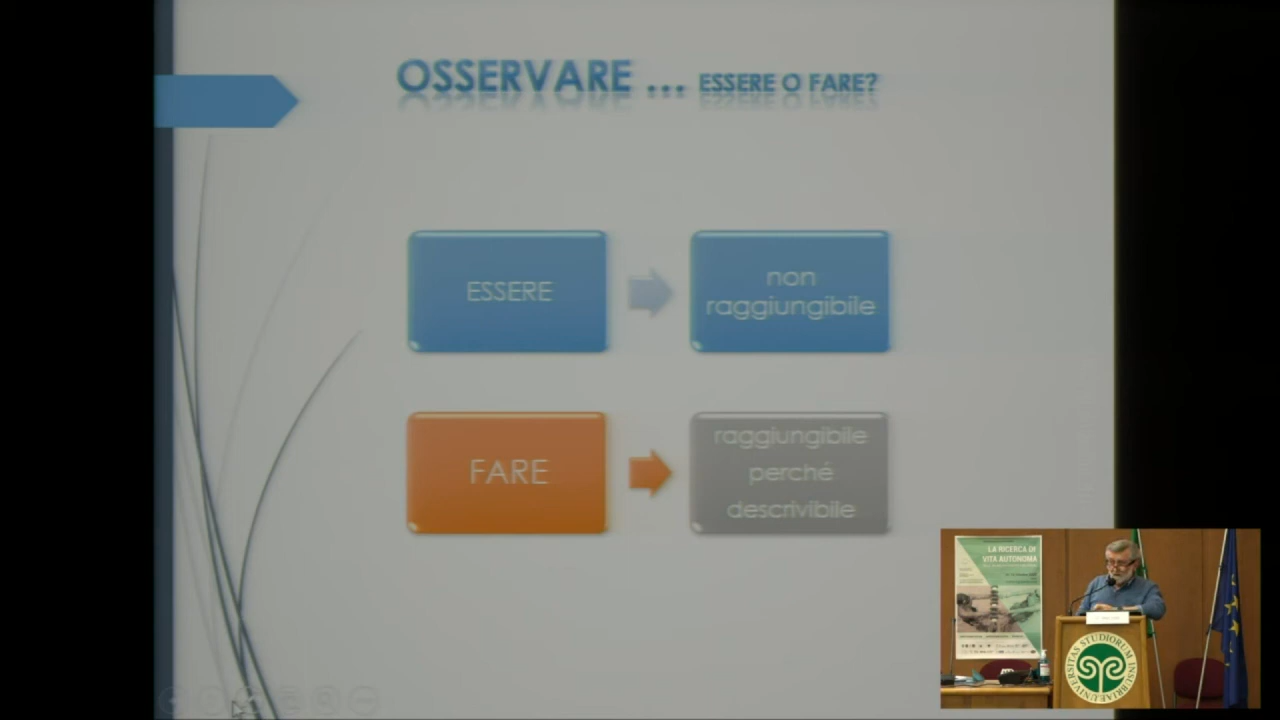 OSSERVARE ... ESSERE O FARE?
ESSERE
non
raggiungibile
FARE
raggiungibile
perché
descrivibile
LA RICERCA DI
VITA AUTONOMA
UNIVERSITAS STUDIORUM INSUBRIAE